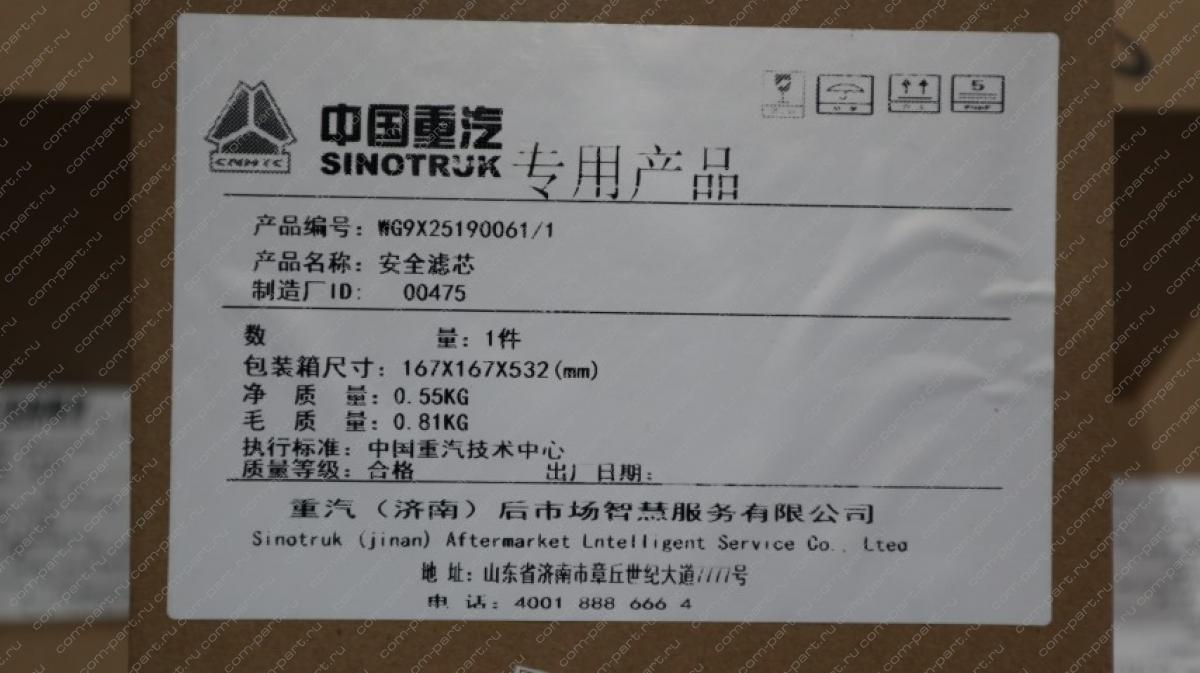 中国重汽
SINOTRUK 专用产品
CNHTC
5
产品编号：WG9X25190061/1
产品名称：安全滤芯
制造厂ID: 00475
数 量：1件
包装箱尺寸：167X167X532(mm)
净 质 量：0.55KG
毛 质 量：0.81KG
执行标准：中国重汽技术中心
质量等级：合格 出厂日期：
重汽（济南）后市场智慧服务有限公司
Sinotruk (jinan) Aftermarket Lntelligent Service Co., Lted
地 址：山东省济南市章丘世纪大道7777号
电 话：4001 888 666 4
com-part.ru